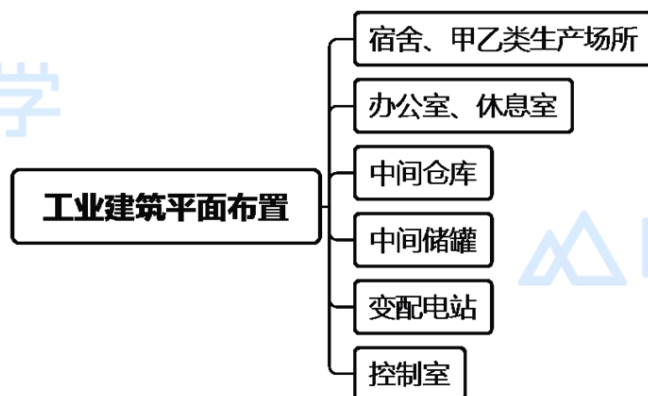 学
宿舍、甲乙类生产场所
办公室、休息室
中间仓库
工业建筑平面布置
中间储罐
变配电站
控制室